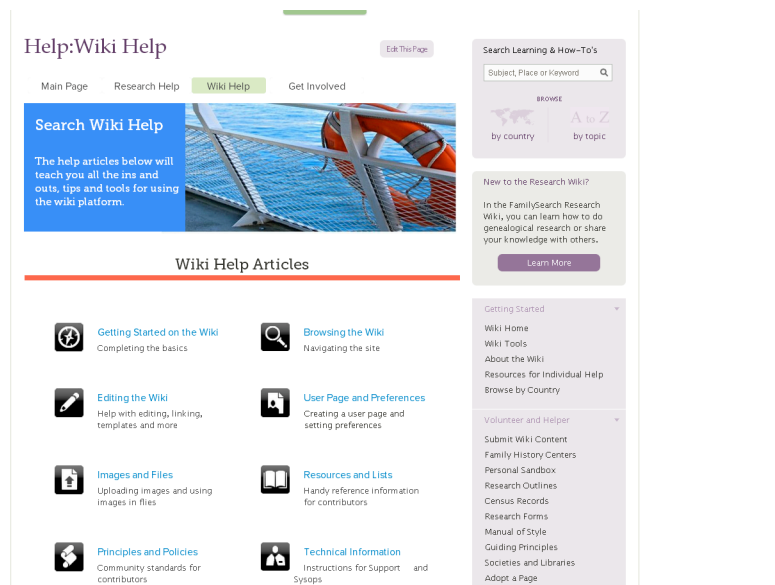 Help:Wiki Help
Edit This Page
Main Page
Research Help
Wiki Help
Get Involved
Search Wiki Help
The help articles below will
teach you all the ins and
outs, tips and tools for using
the wiki platform.
Wiki Help Articles
Getting Started on the Wiki
Completing the basics
Browsing the Wiki
Navigating the site
Editing the Wiki
Help with editing, linking,
templates and more
User Page and Preferences
Creating a user page and
setting preferences
Images and Files
Uploading images and using
images in flies
Resources and Lists
Handy reference information
for contributors
Principles and Policies
Community standards for
contributors
Technical Information
Instructions for Support and
Sysops
Search Learning & How-To's
Subject, Place or Keyword
BROWSE
A to Z
by country
by topic
New to the Research Wiki?
In the FamilySearch Research
Wiki, you can learn how to do
genealogical research or share
your knowledge with others.
Learn More
Getting Started
Wiki Home
Wiki Tools
About the Wiki
Resources for Individual Help
Browse by Country
Volunteer and Helper
Submit Wiki Content
Family History Centers
Personal Sandbox
Research Outlines
Census Records
Research Forms
Manual of Style
Guiding Principles
Societies and Libraries
Adopt a Page